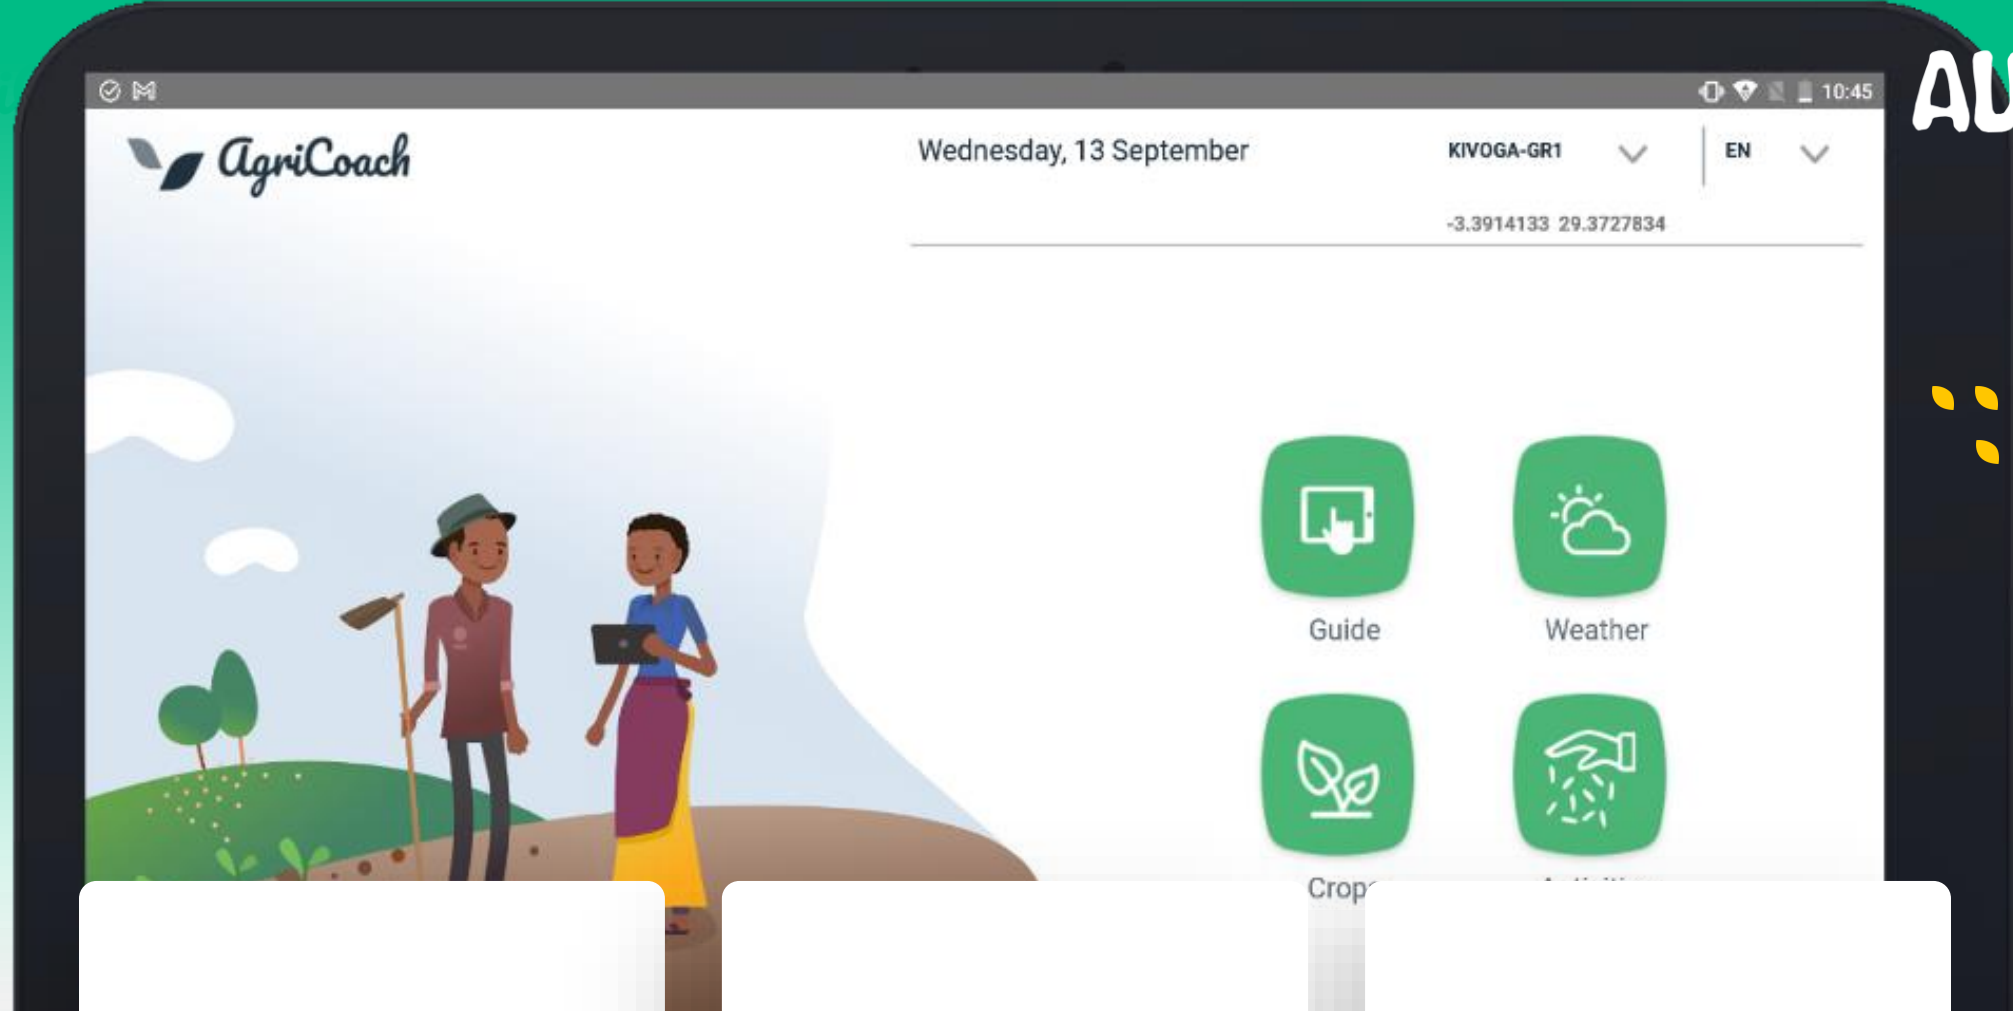 10:45
AgriCoach
Wednesday, 13 September
KIVOGA-GR1
EN
-3.3914133 29.3727834
Guide
Weather